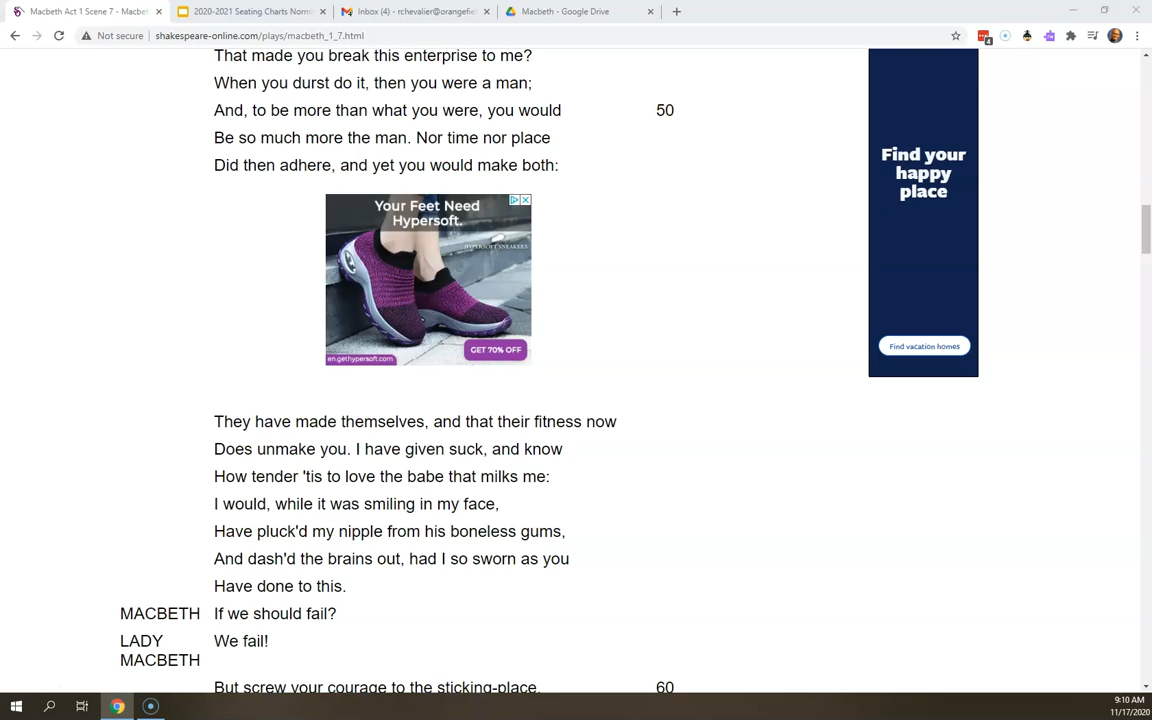 Macbeth Act 1 Scene 7 - Macbet
2020-2021 Seating Charts Norm
Inbox (4) - rchevalier@orangefie
Macbeth - Google Drive
Not secure
shakespeare-online.com/plays/macbeth_1_7.html
4
That made you break this enterprise to me?
When you durst do it, then you were a man;
And, to be more than what you were, you would 50
Be so much more the man. Nor time nor place
Did then adhere, and yet you would make both:
Your Feet Need
Hypersoft.
HYPERSOFT SNEAKERS
GET 70% OFF
en.gethypersoft.com
Find your
happy
place
Find vacation homes
They have made themselves, and that their fitness now
Does unmake you. I have given suck, and know
How tender 'tis to love the babe that milks me:
I would, while it was smiling in my face,
Have pluck'd my nipple from his boneless gums,
And dash'd the brains out, had I so sworn as you
Have done to this.
MACBETH If we should fail?
LADY We fail!
MACBETH
But screw your courage to the sticking-place, 60
9:10 AM
11/17/2020